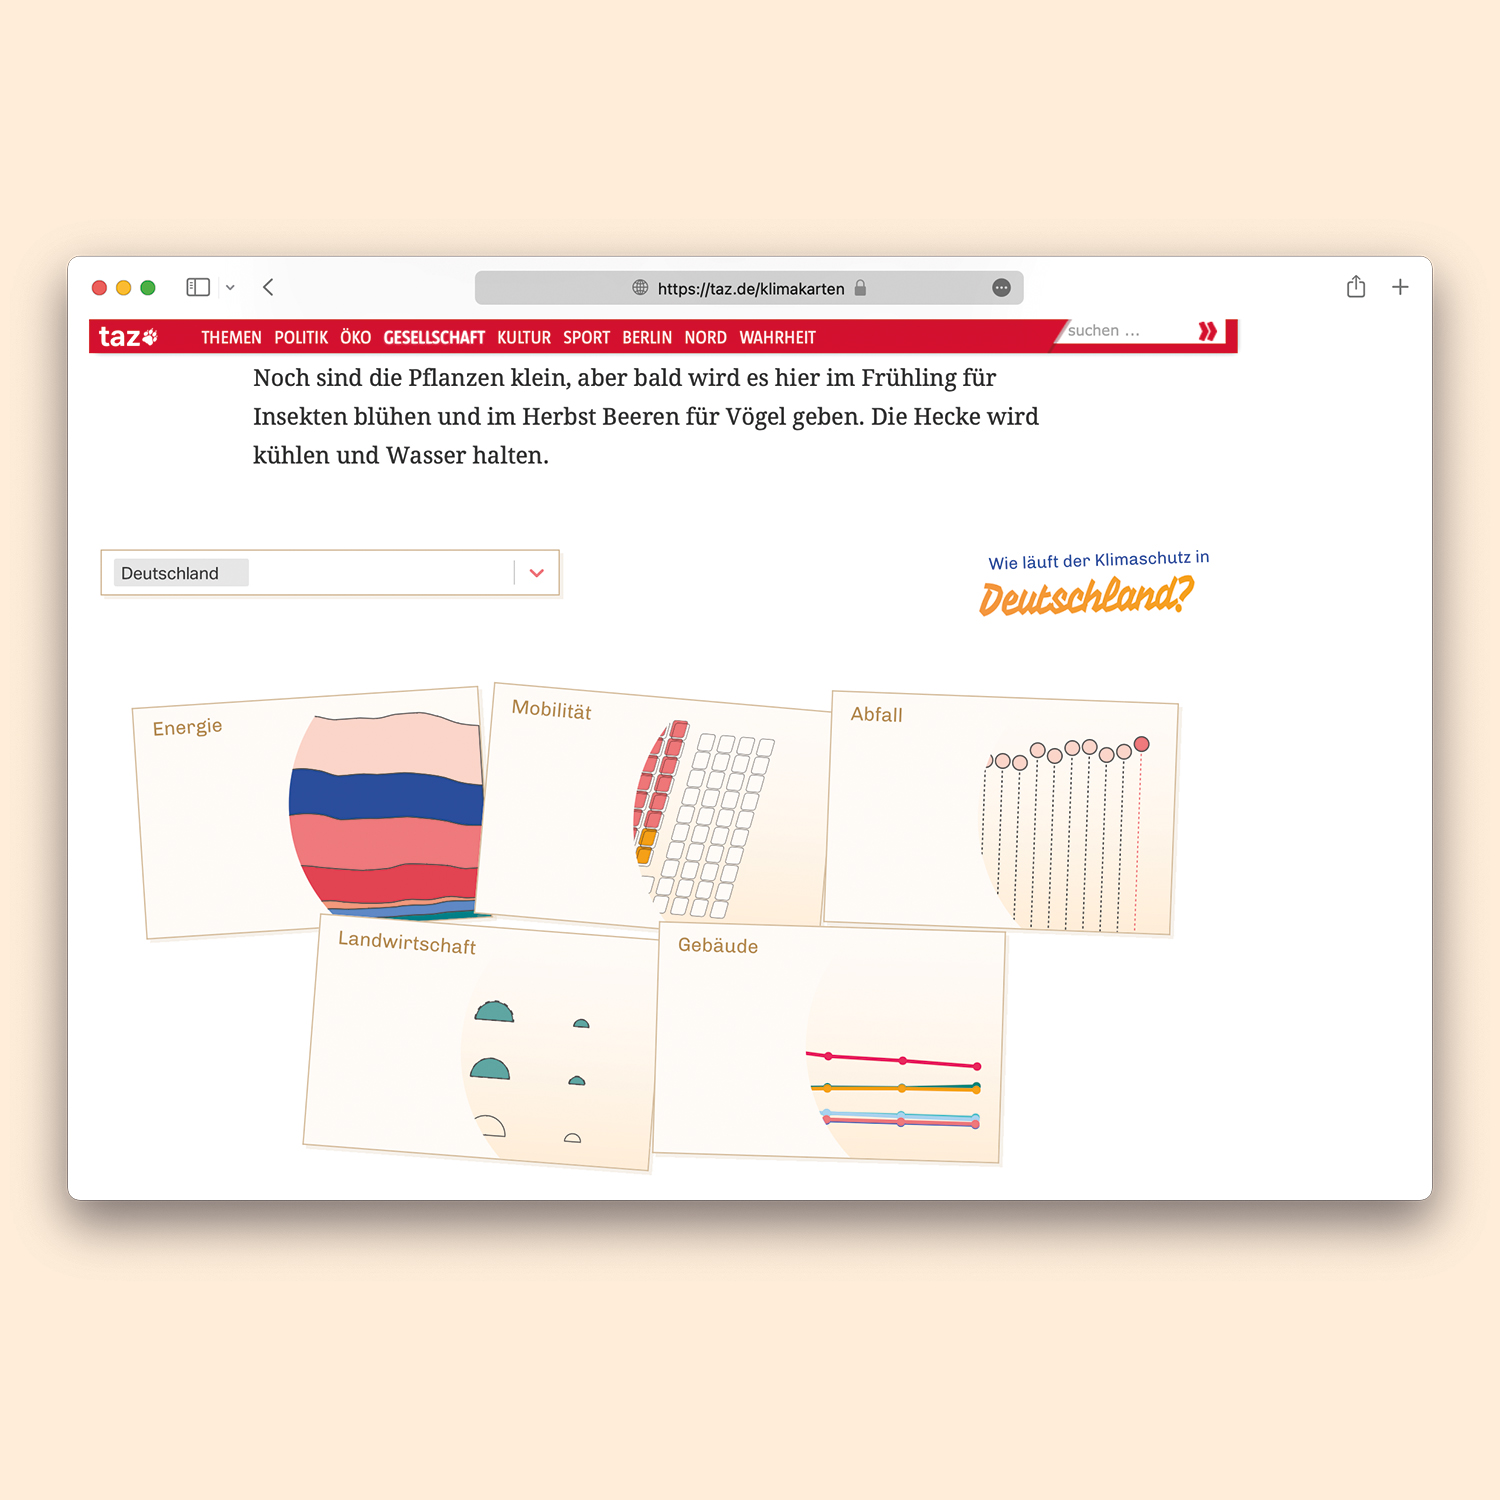 https://taz.de/klimakarten
taz THEMEN POLITIK ÖKO GESELLSCHAFT KULTUR SPORT BERLIN NORD WAHRHEIT suchen ...
Noch sind die Pflanzen klein, aber bald wird es hier im Frühling für
Insekten blühen und im Herbst Beeren für Vögel geben. Die Hecke wird
kühlen und Wasser halten.
Deutschland
Wie läuft der Klimaschutz in
Deutschland?
Energie
Mobilität
Abfall
Landwirtschaft
Gebäude